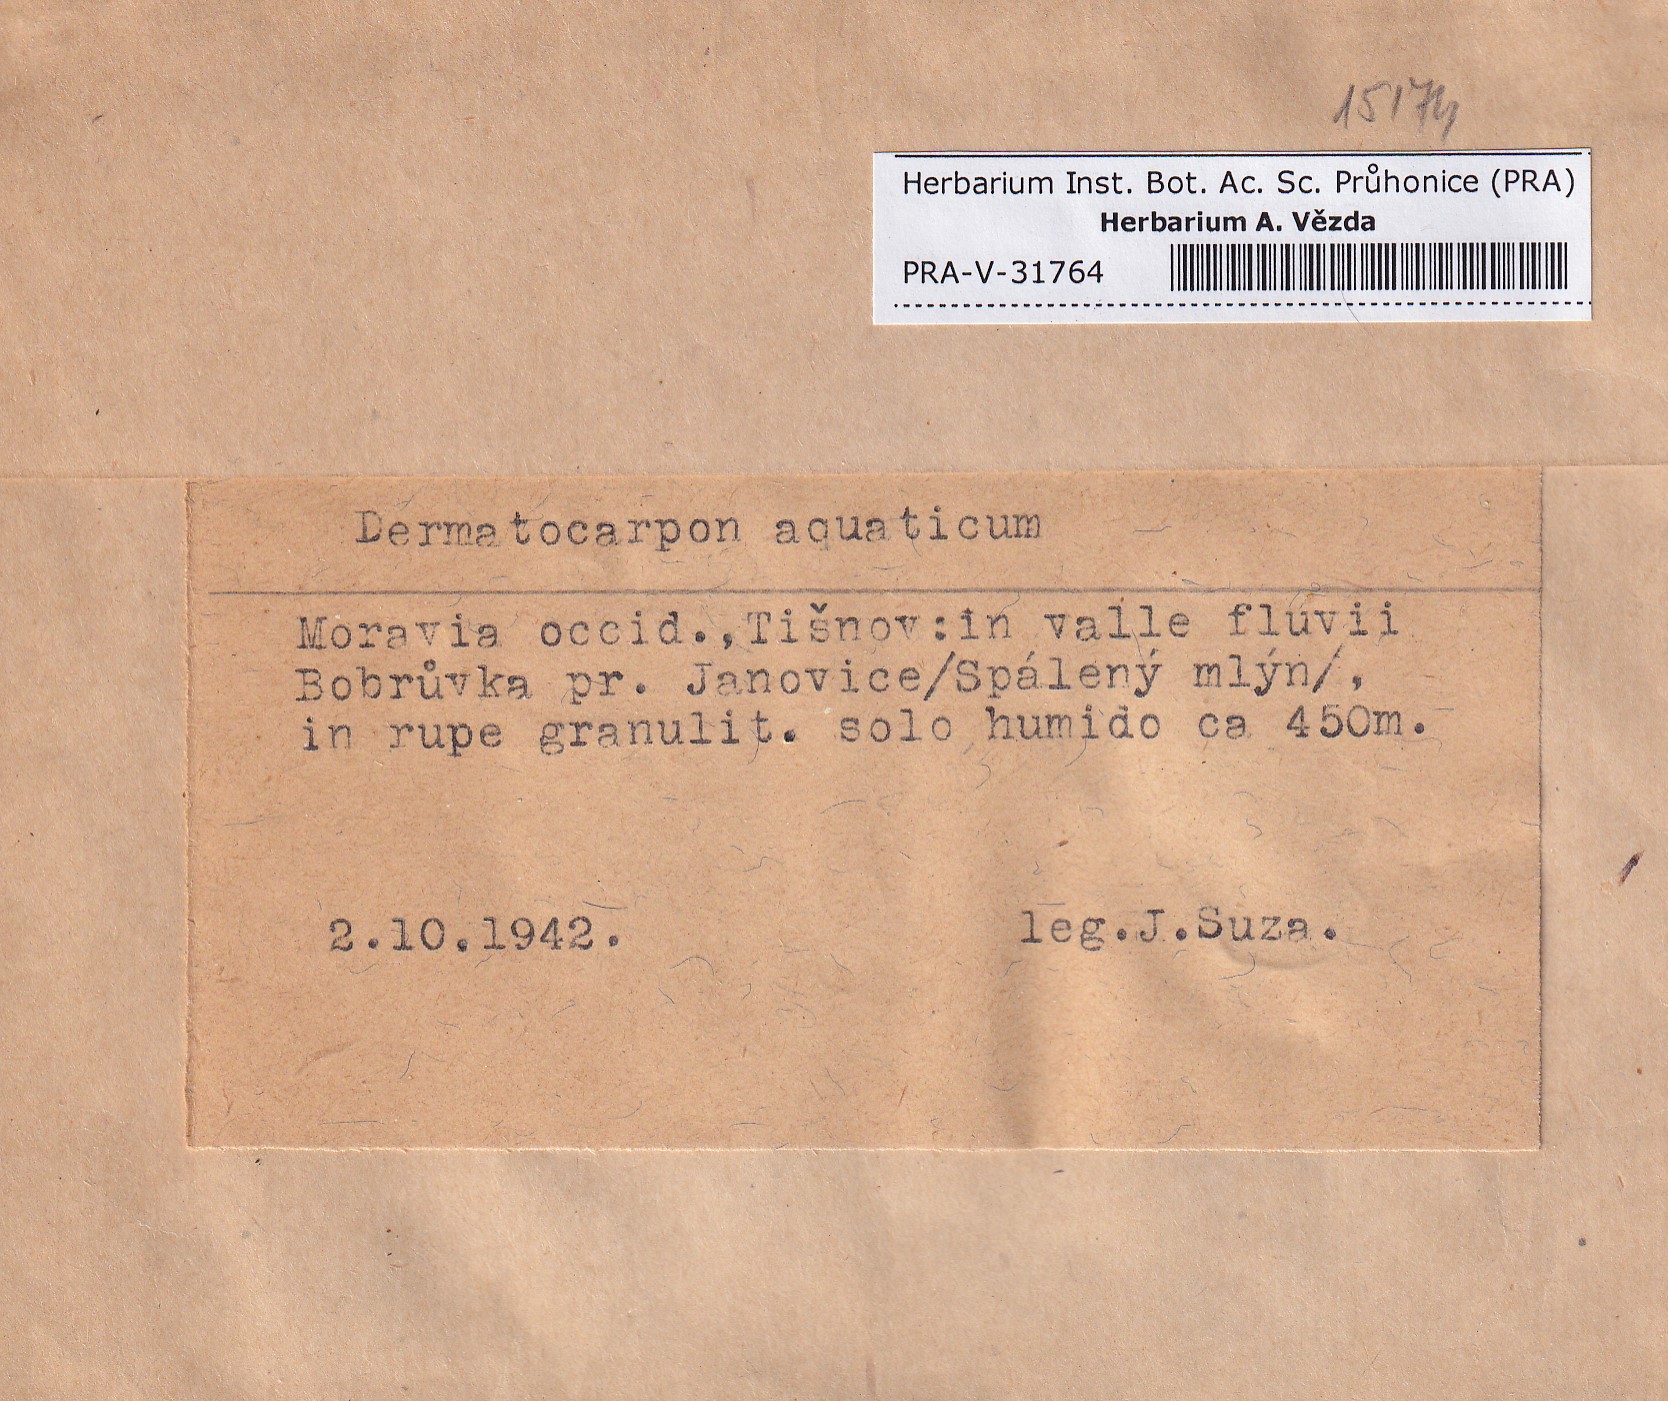 Herbarium Inst. Bot. Ac. Sc. Průhonice (PRA)
Herbarium A. Vězda
PRA-V-31764
Dermatocarpon aquaticum
Moravia occid.,Tišnov:in valle fluvii
Bobrůvka pr. Janovice/Spálený mlýn/,
in rupe granulit. solo humido ca 450m.
2.10.1942.
leg.J.Suza.